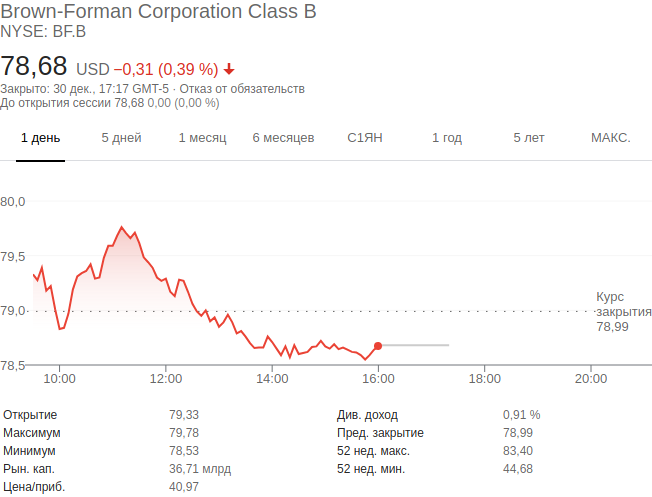 Brown-Forman Corporation Class B
NYSE: BF.B
78,68 USD −0,31 (0,39 %)
Закрыто: 30 дек., 17:17 GMT-5 · Отказ от обязательств
До открытия сессии 78,68 0,00 (0,00 %)
1 день 5 дней 1 месяц 6 месяцев С1ЯН 1 год 5 лет МАКС.
80,0
79,5
79,0
78,5
Курс
закрытия
78,99
10:00 12:00 14:00 16:00 18:00 20:00
Открытие 79,33 Див. доход 0,91 %
Максимум 79,78 Пред. закрытие 78,99
Минимум 78,53 52 нед. макс. 83,40
Рын. кап. 36,71 млрд 52 нед. мин. 44,68
Цена/приб. 40,97